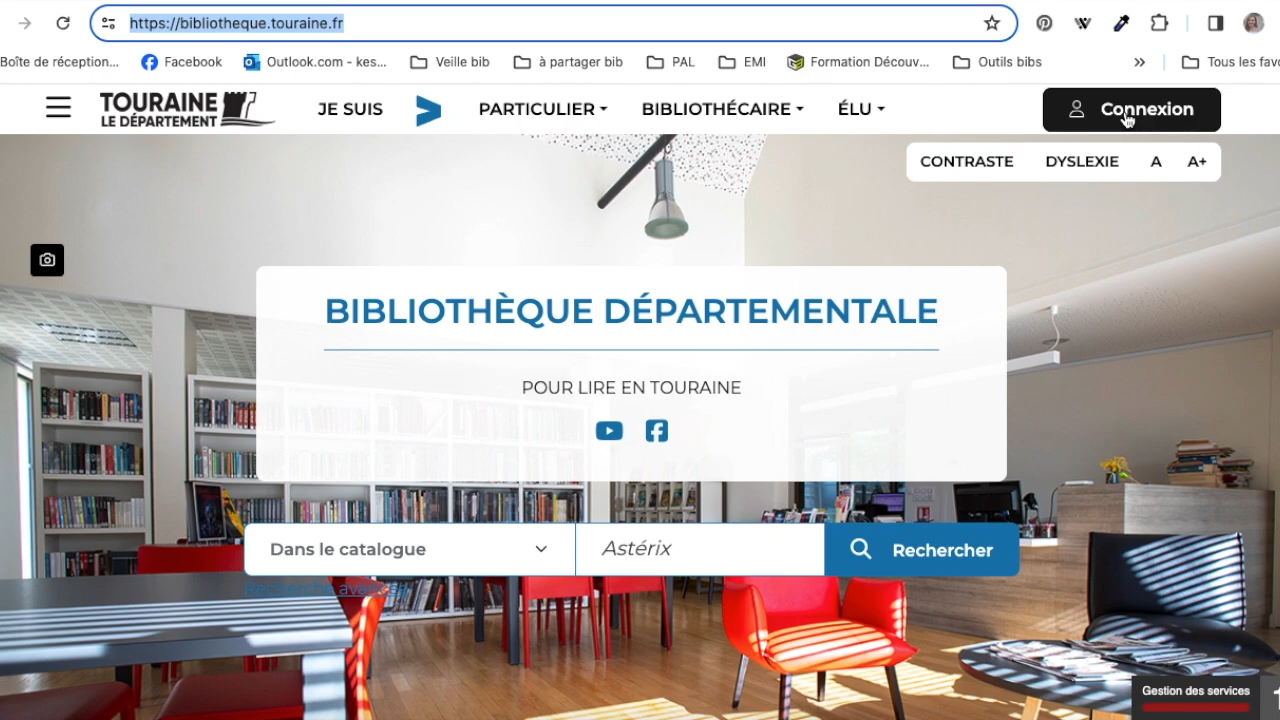 https://bibliotheque.touraine.fr
Boîte de réception...
Facebook
Outlook.com - kes...
Veille bib
à partager bib
PAL
EMI
Formation Découv...
Outils bibs
»
Tous les favo
TOURAINE
LE DÉPARTEMENT
JE SUIS
PARTICULIER
BIBLIOTHÉCAIRE
ÉLU
Connexion
CONTRASTE
DYSLEXIE
A
A+
BIBLIOTHÈQUE DÉPARTEMENTALE
POUR LIRE EN TOURAINE
Dans le catalogue
Astérix
Rechercher
Recherche avancée
Gestion des services